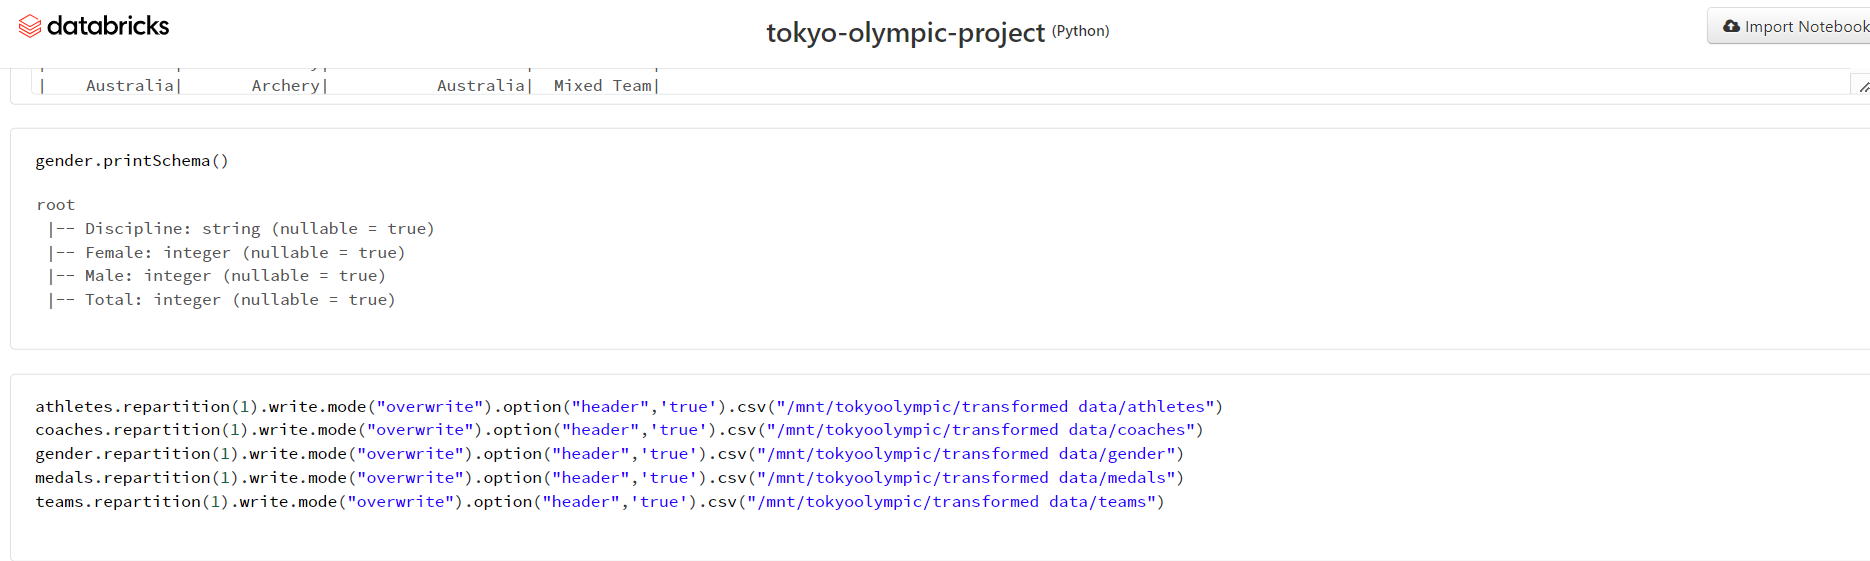 databricks
tokyo-olympic-project (Python)
Import Notebook
|    Australia|       Archery|           Australia|  Mixed Team|
gender.printSchema()
root
 |-- Discipline: string (nullable = true)
 |-- Female: integer (nullable = true)
 |-- Male: integer (nullable = true)
 |-- Total: integer (nullable = true)
athletes.repartition(1).write.mode("overwrite").option("header",'true').csv("/mnt/tokyoolympic/transformed data/athletes")
coaches.repartition(1).write.mode("overwrite").option("header",'true').csv("/mnt/tokyoolympic/transformed data/coaches")
gender.repartition(1).write.mode("overwrite").option("header",'true').csv("/mnt/tokyoolympic/transformed data/gender")
medals.repartition(1).write.mode("overwrite").option("header",'true').csv("/mnt/tokyoolympic/transformed data/medals")
teams.repartition(1).write.mode("overwrite").option("header",'true').csv("/mnt/tokyoolympic/transformed data/teams")